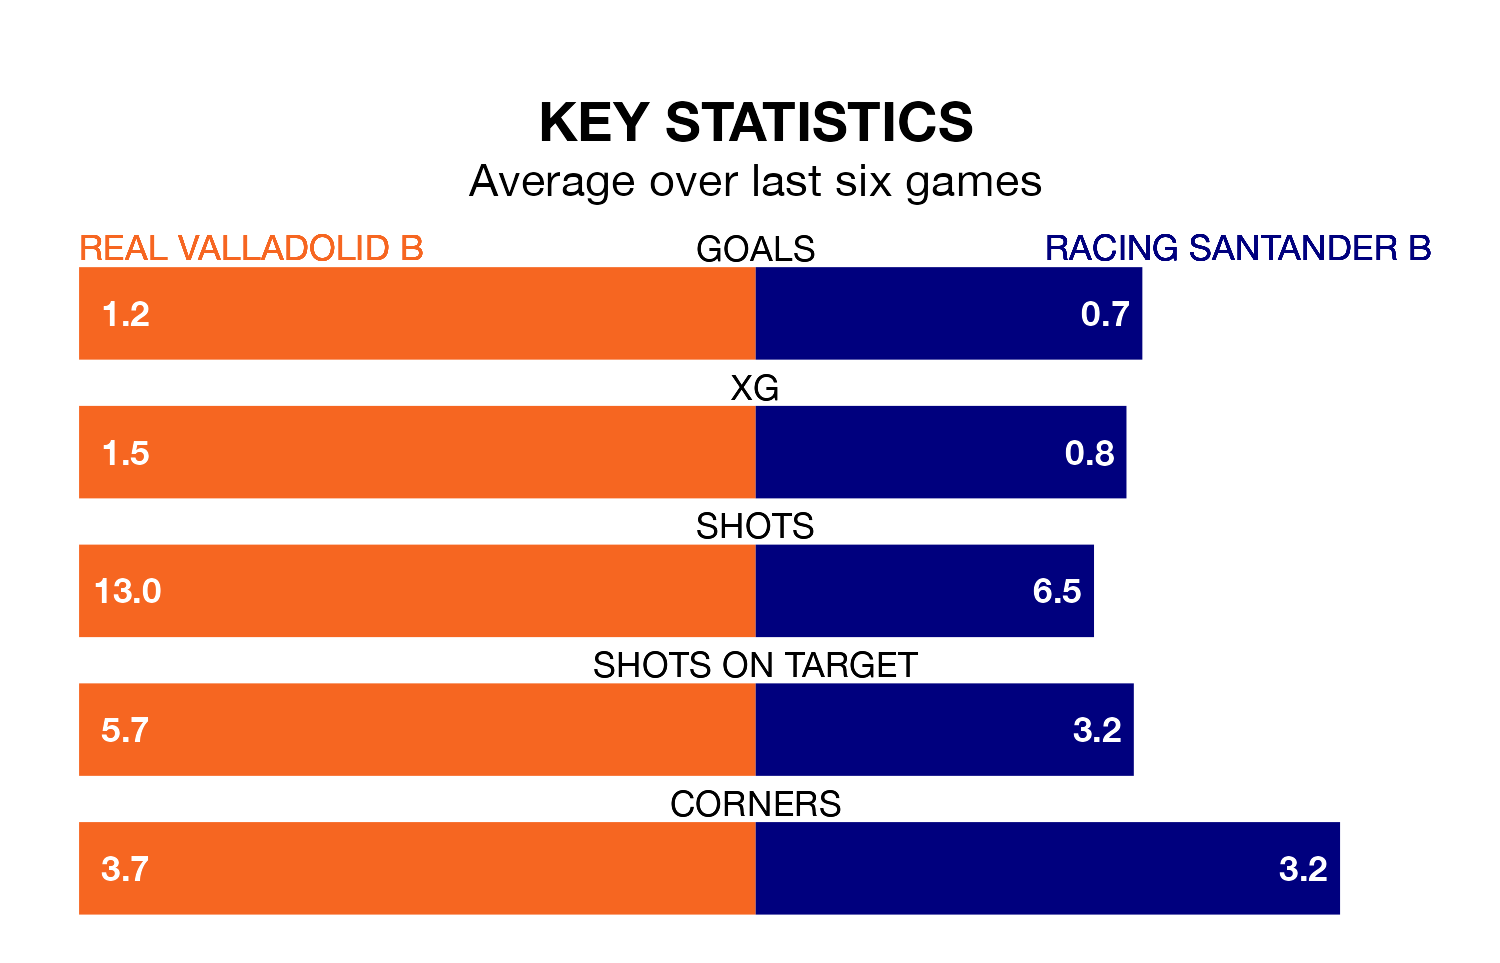 KEY STATISTICS
Average over last six games
REAL VALLADOLID B GOALS RACING SANTANDER B
1.2 0.7
XG
1.5 0.8
SHOTS
13.0 6.5
SHOTS ON TARGET
5.7 3.2
CORNERS
3.7 3.2